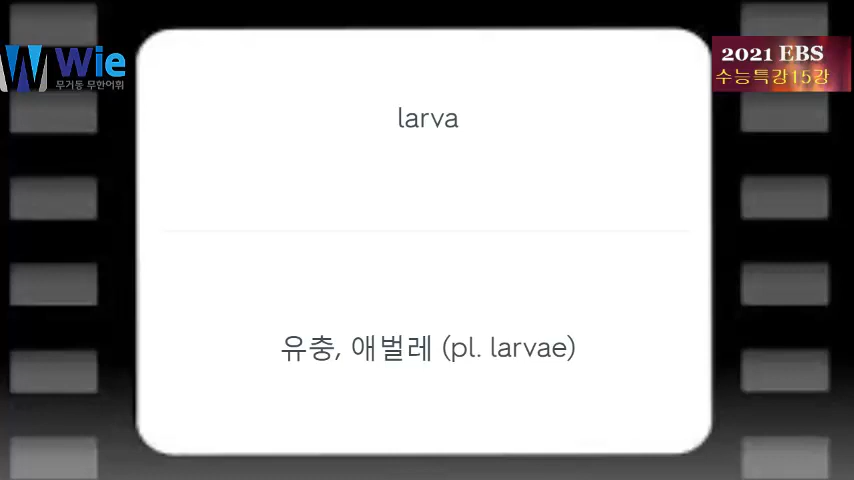 Wie
무거동 무한어휘
2021 EBS
수능특강15강
larva
유충, 애벌레 (pl. larvae)